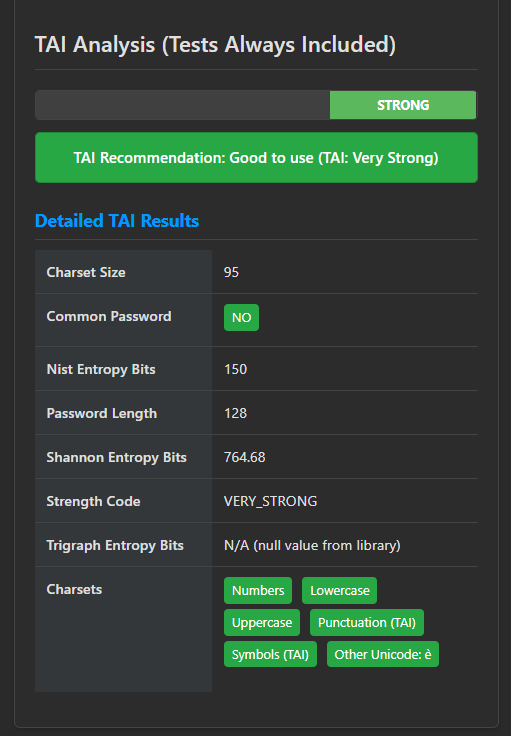 TAI Analysis (Tests Always Included)
STRONG
TAI Recommendation: Good to use (TAI: Very Strong)
Detailed TAI Results
Charset Size 95
Common Password NO
Nist Entropy Bits 150
Password Length 128
Shannon Entropy Bits 764.68
Strength Code VERY_STRONG
Trigraph Entropy Bits N/A (null value from library)
Charsets Numbers Lowercase
Uppercase Punctuation (TAI)
Symbols (TAI) Other Unicode: ė